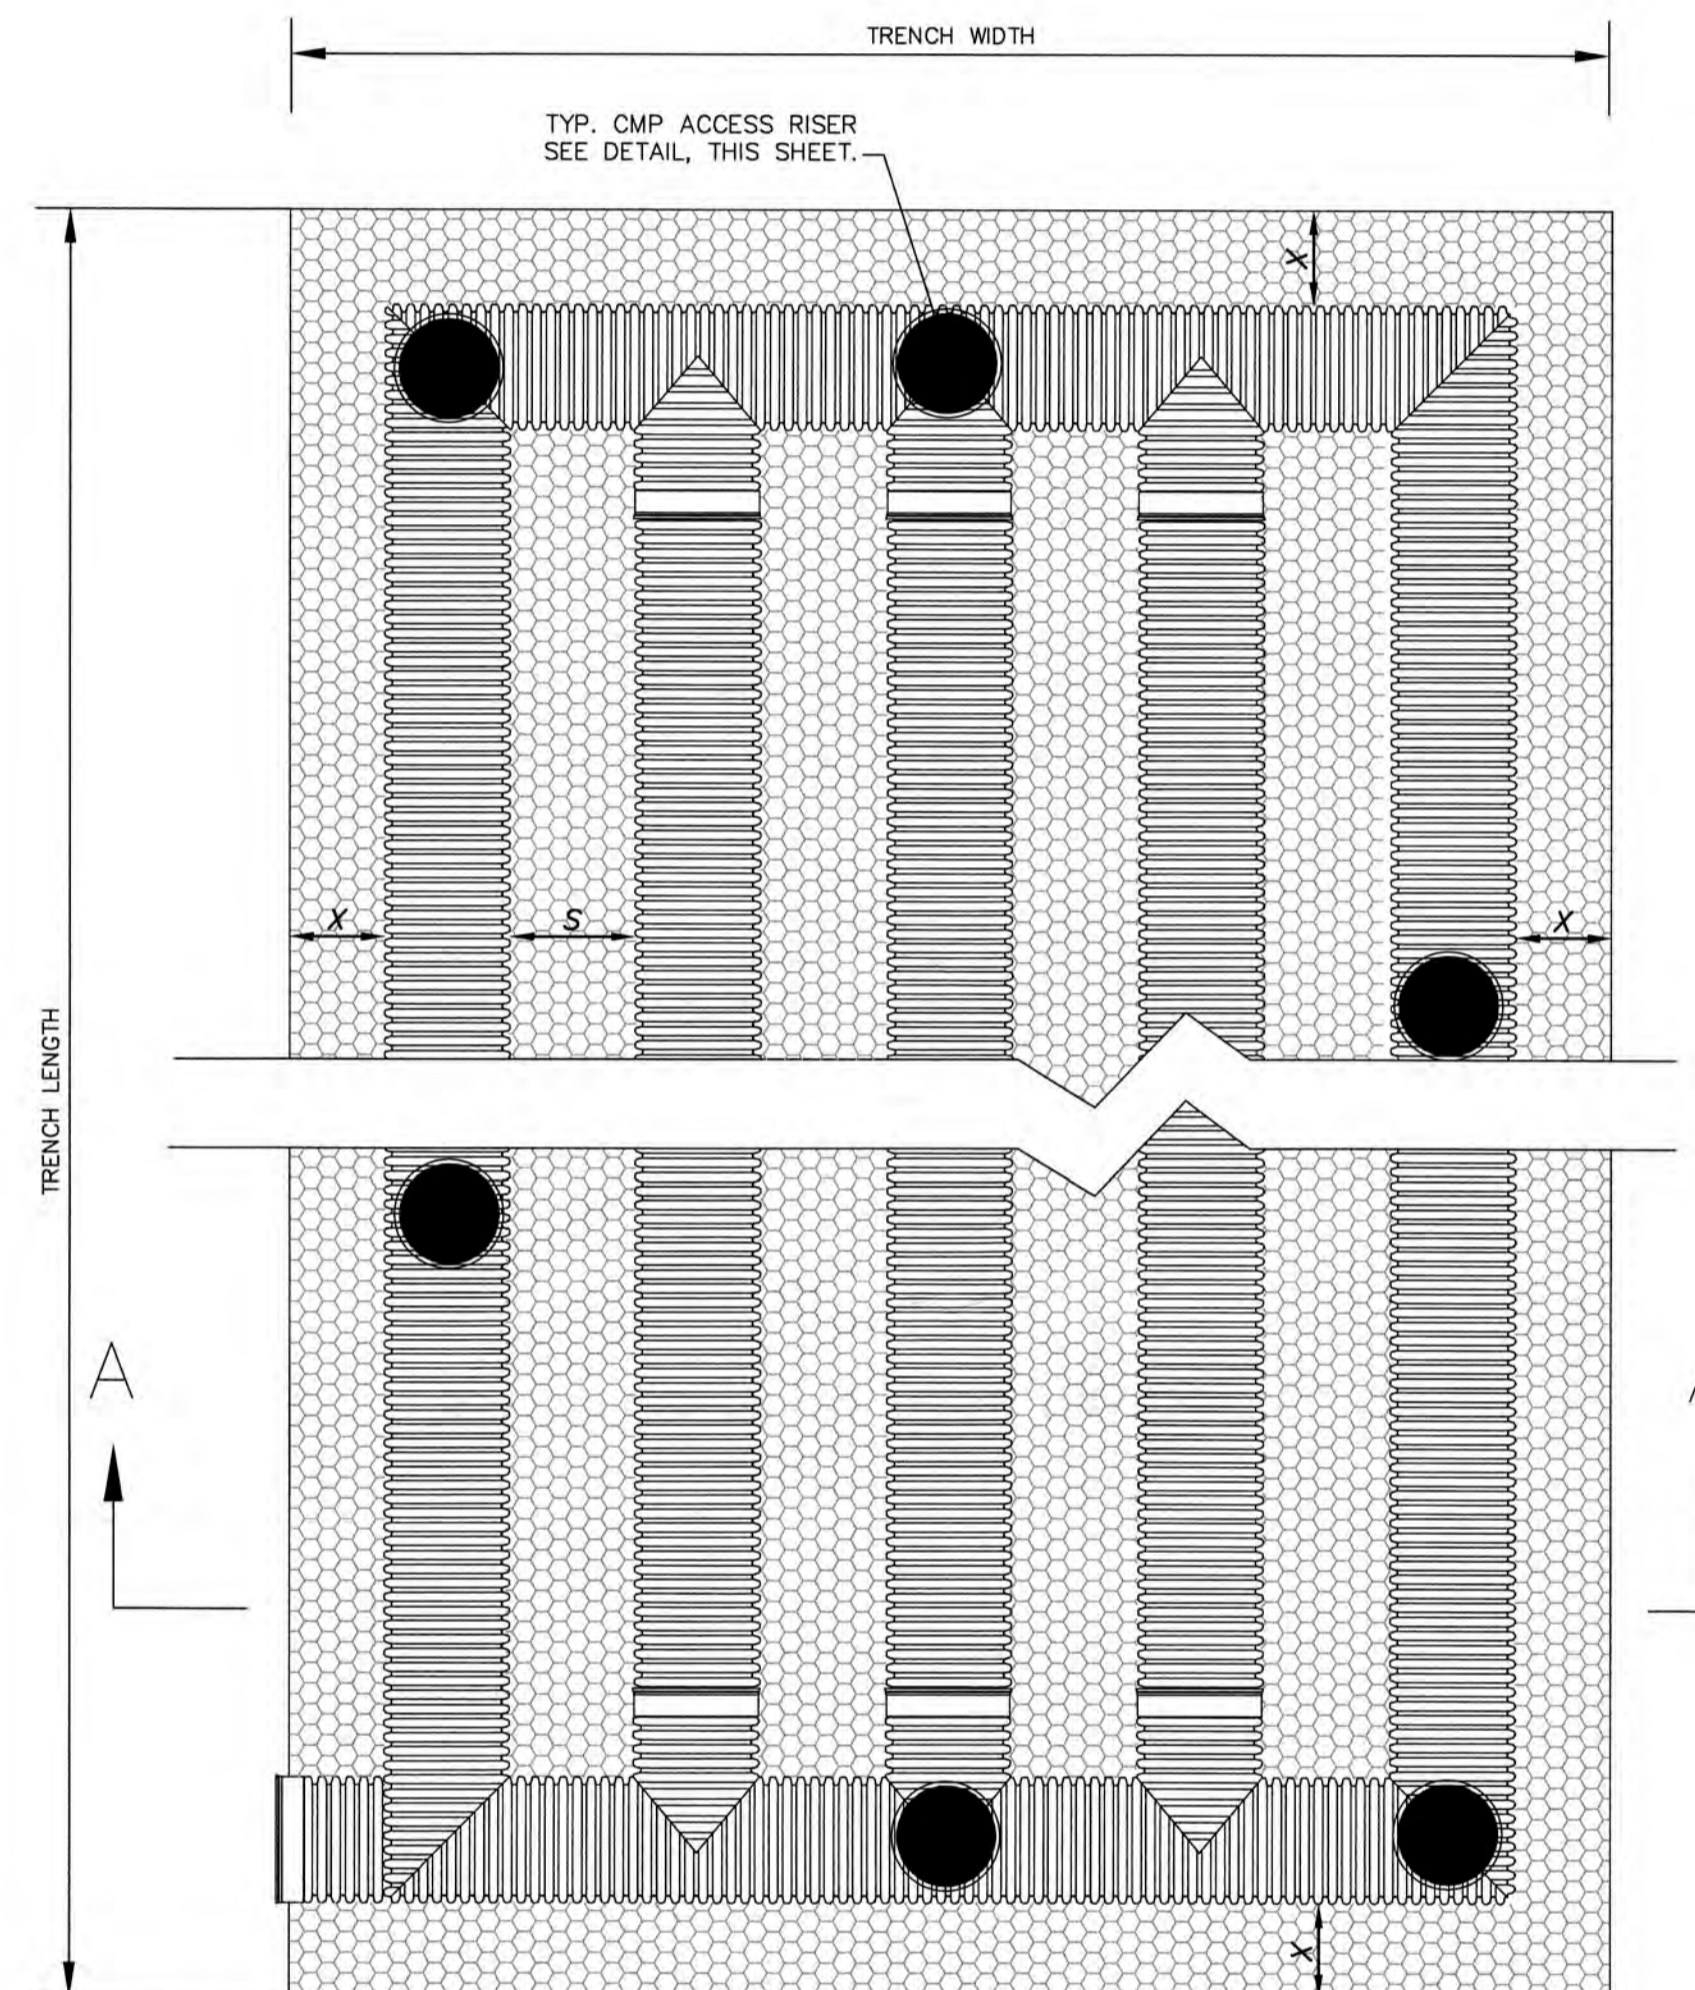 TRENCH WIDTH
TYP. CMP ACCESS RISER
SEE DETAIL, THIS SHEET.
X
X
S
X
TRENCH LENGTH
A
X